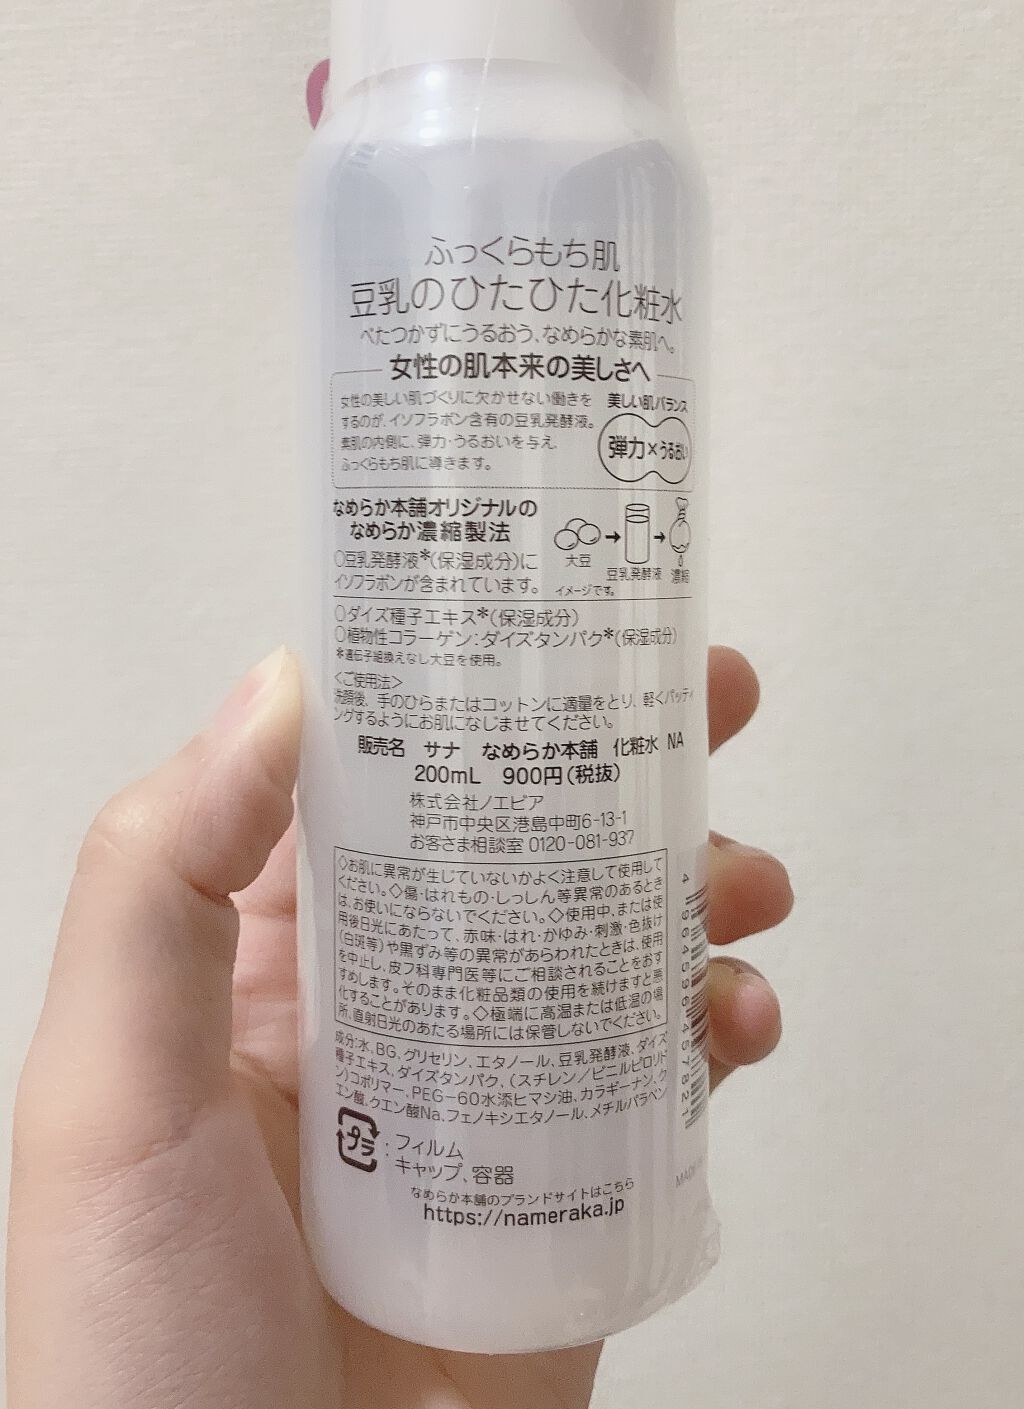 ふっくらもち肌
豆乳のひたひた化粧水
べたつかずにうるおう、なめらかな素肌へ。
女性の肌本来の美しさへ
女性の美しい肌づくりに欠かせない働きを
するのが、イソフラボン含有の豆乳発酵液。
素肌の内側に、弾力・うるおいを与え、
ふっくらもち肌に導きます。
美しい肌バランス
弾力×うるおい
なめらか本舗オリジナルの
なめらか濃縮製法
○豆乳発酵液*(保湿成分)に
イソフラボンが含まれています。
大豆
豆乳発酵液
濃縮
イメージです。
○ダイズ種子エキス*(保湿成分)
○植物性コラーゲン:ダイズタンパク*(保湿成分)
*遺伝子組換えなし大豆を使用。
<ご使用法>
洗顔後、手のひらまたはコットンに適量をとり、軽くパッティ
ングするようにお肌になじませてください。
販売名 サナ なめらか本舗 化粧水 NA
200mL 900円(税抜)
株式会社ノエビア
神戸市中央区港島中町6-13-1
お客さま相談室 0120-081-937
◇お肌に異常が生じていないかよく注意して使用して
ください。◇傷・はれもの・しっしん等異常のあるとき
は、お使いにならないでください。◇使用中、または使
用後日光にあたって、赤味・はれ・かゆみ・刺激・色抜け
(白斑等)や黒ずみ等の異常があらわれたときは、使用
を中止し、皮フ科専門医等にご相談されることをおす
すめします。そのまま化粧品類の使用を続けますと悪
化することがあります。◇極端に高温または低温の場
所、直射日光のあたる場所には保管しないでください。
成分:水、BG、グリセリン、エタノール、豆乳発酵液、ダイズ
種子エキス、ダイズタンパク、(スチレン/ビニルピロリド
ン)コポリマー、PEG-60水添ヒマシ油、カラギーナン、ク
エン酸、クエン酸Na、フェノキシエタノール、メチルパラベン
プラ
:フィルム
:キャップ、容器
なめらか本舗のブランドサイトはこちら
https://nameraka.jp
4 964596 457821